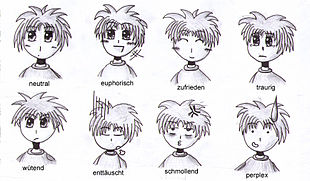 neutral euphorisch zufrieden traurig
wütend enttäuscht schmollend perplex